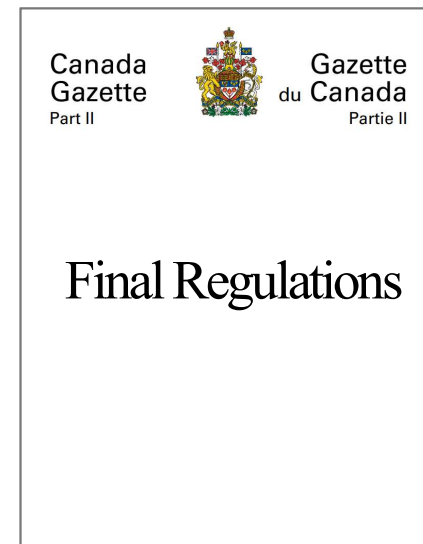 Canada
Gazette
Part II
Gazette
du Canada
Partie II
Final Regulations